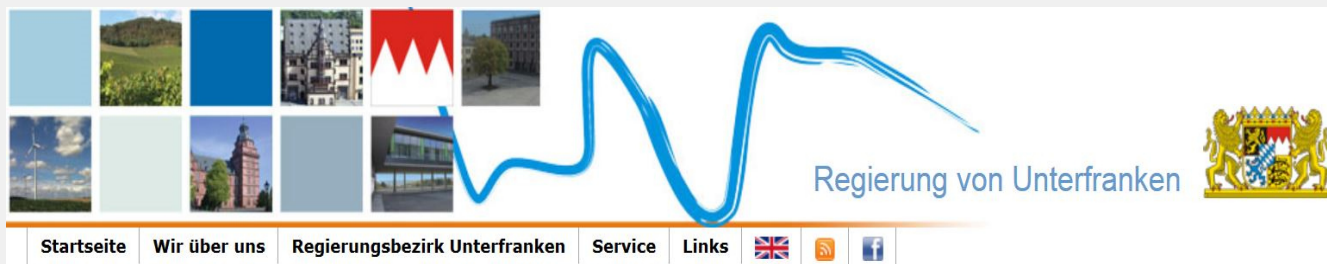 Regierung von Unterfranken
Startseite Wir über uns Regierungsbezirk Unterfranken Service Links f